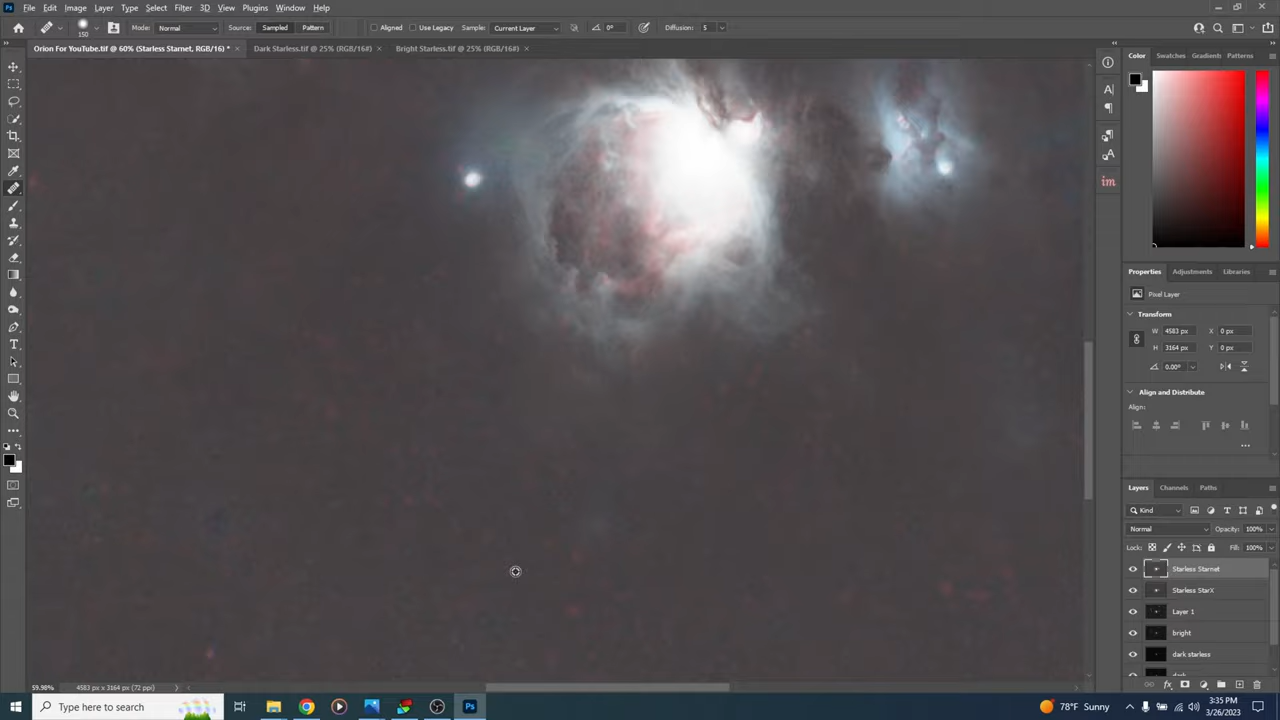 File Edit Image Layer Type Select Filter 3D View Plugins Window Help
150 Mode: Normal Source: Sampled Pattern Aligned Use Legacy Sample: Current Layer 0° Diffusion: 5
Orion For YouTube.tif @ 60% (Starless Starnet, RGB/16) * × Dark Starless.tif @ 25% (RGB/16#) × Bright Starless.tif @ 25% (RGB/16#) ×
Color Swatches Gradients Patterns
Properties Adjustments Libraries
Pixel Layer
Transform
W 4583 px X 0 px
H 3164 px Y 0 px
0.00°
Align and Distribute
Align:
Layers Channels Paths
Kind
Normal Opacity: 100%
Lock: Fill: 100%
Starless Starnet
Starless StarX
Layer 1
bright
dark starless
59.98% 4583 px x 3164 px (72 ppi)
Type here to search
78°F Sunny
3:35 PM
3/26/2023